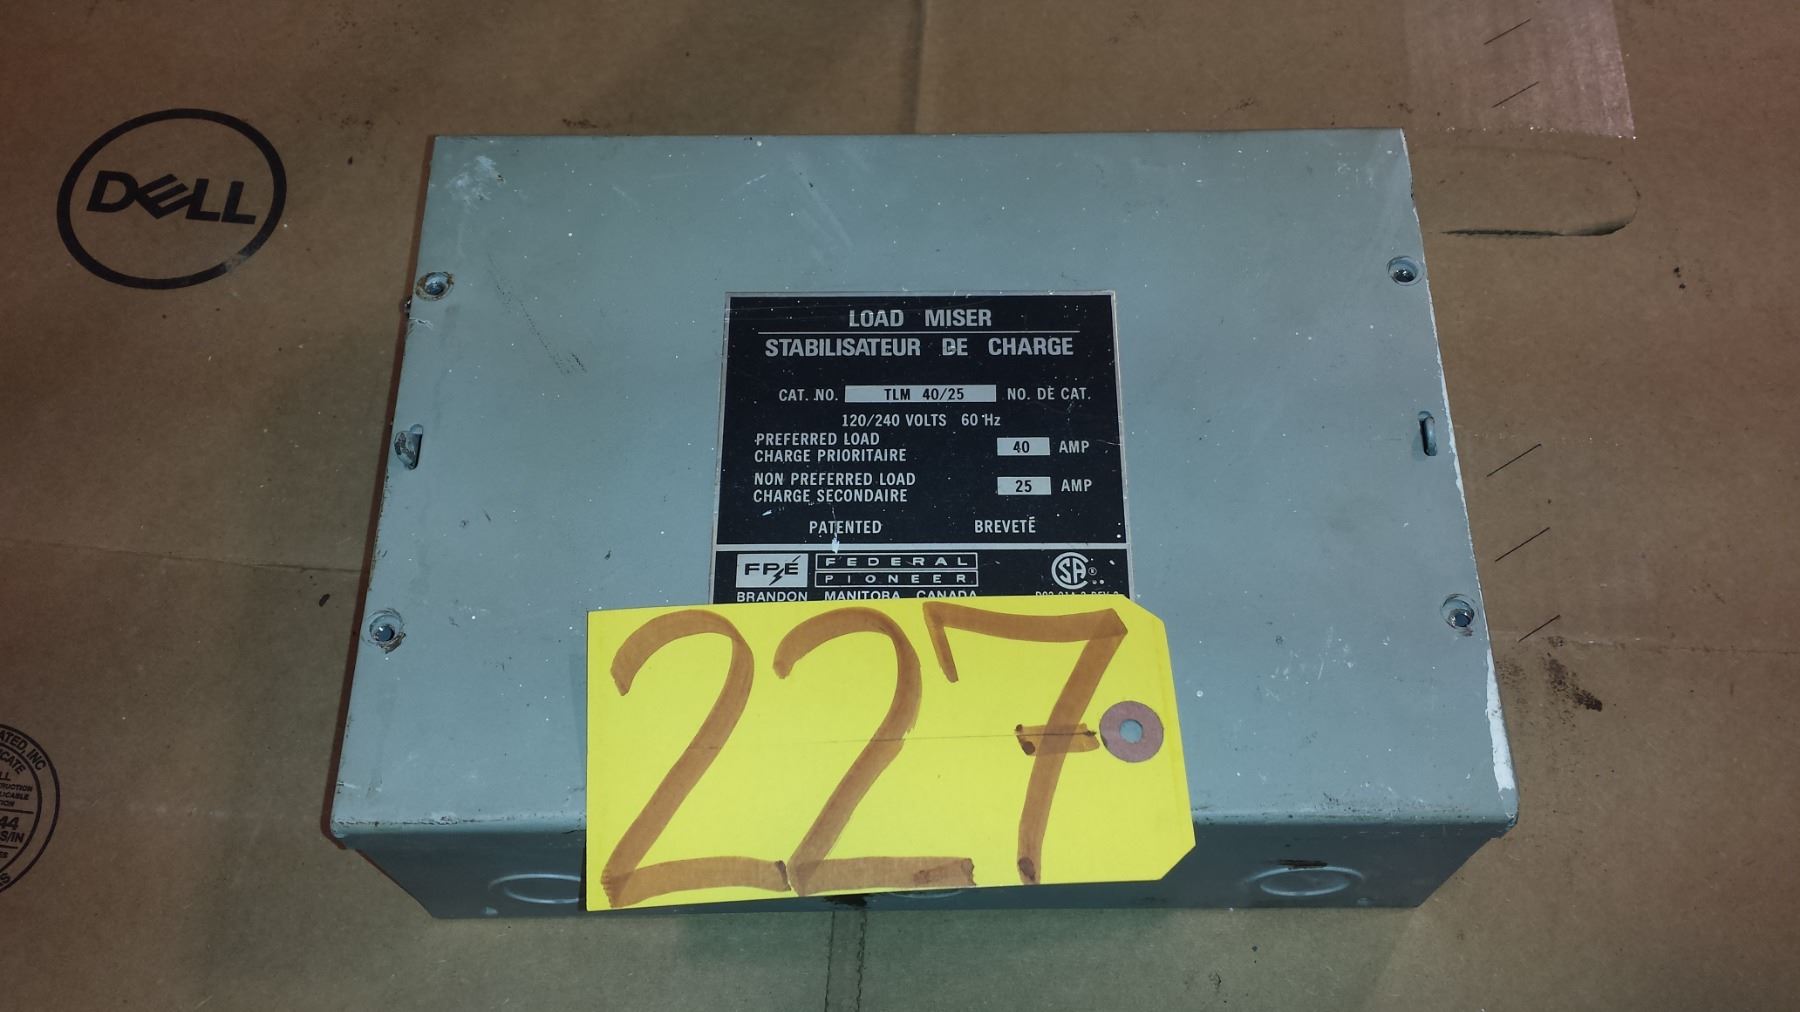 DELL
LOAD MISER
STABILISATEUR DE CHARGE
CAT. NO. TLM 40/25 NO. DE CAT.
120/240 VOLTS 60 Hz
PREFERRED LOAD
CHARGE PRIORITAIRE
40 AMP
NON PREFERRED LOAD
CHARGE SECONDAIRE
25 AMP
PATENTED BREVETÉ
FPE FEDERAL
PIONEER
BRANDON MANITOBA CANADA
SA
227
44